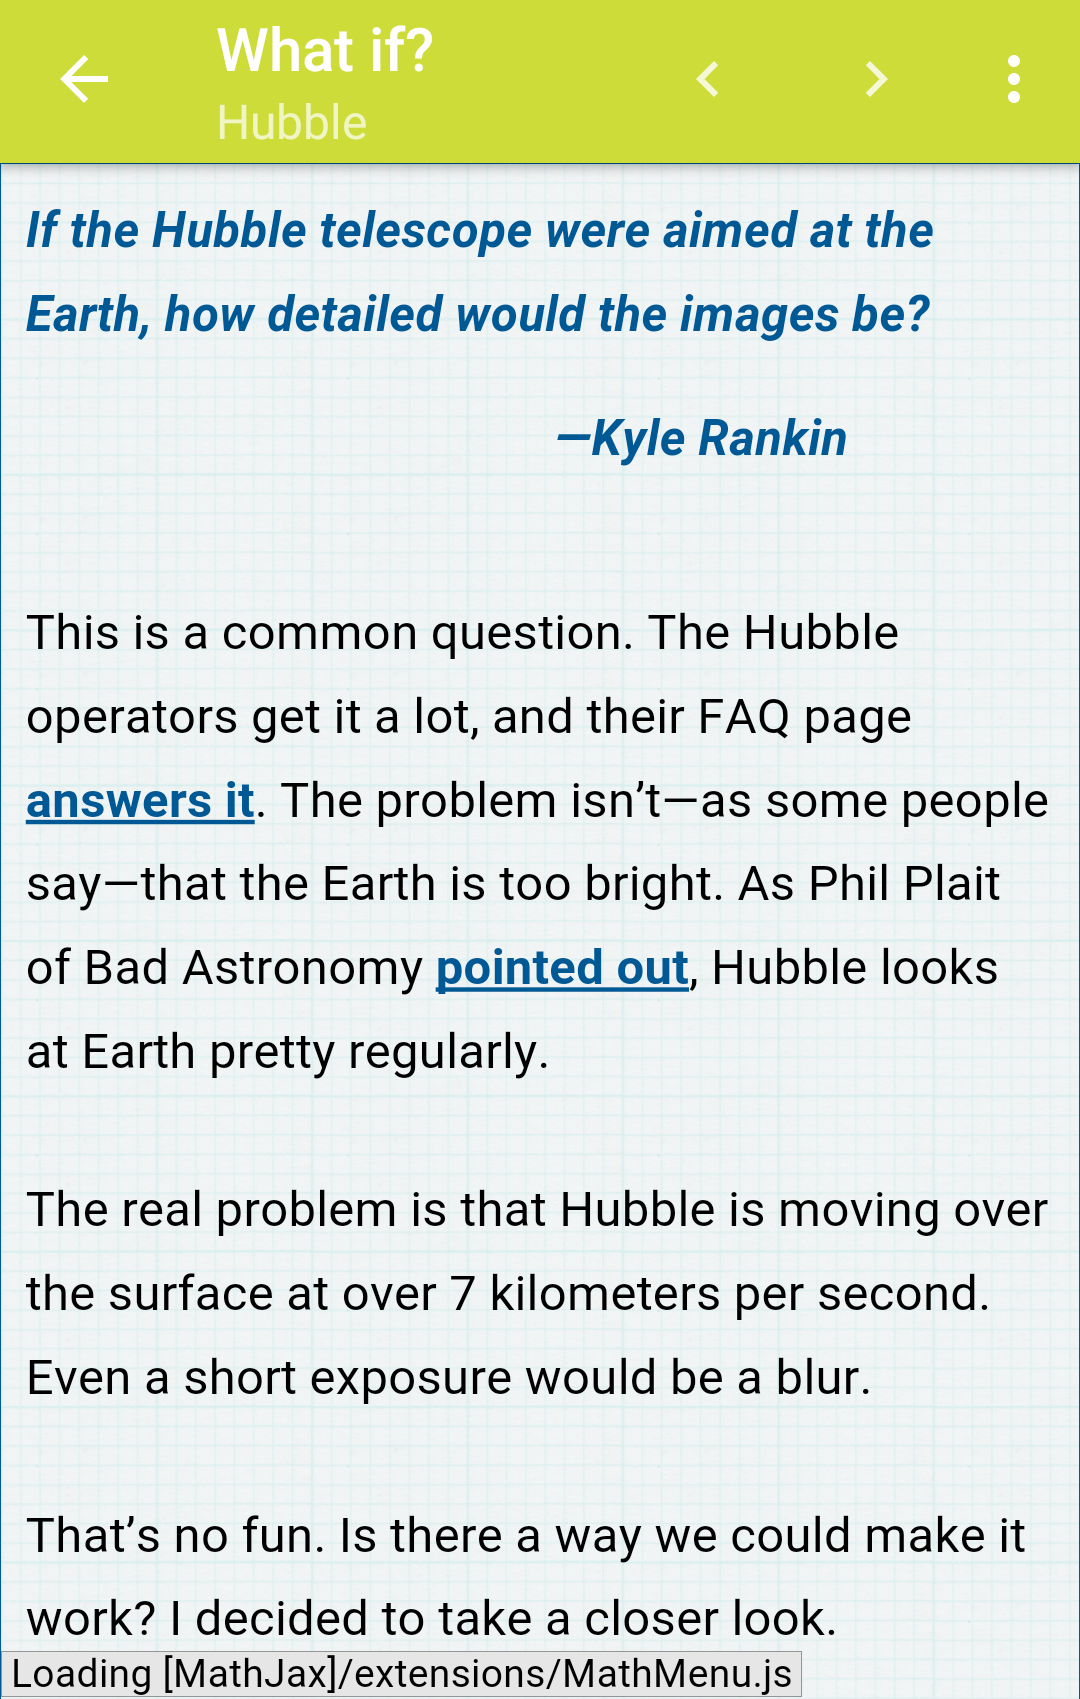 What if?
Hubble
If the Hubble telescope were aimed at the
Earth, how detailed would the images be?
—Kyle Rankin
This is a common question. The Hubble
operators get it a lot, and their FAQ page
answers it. The problem isn’t—as some people
say—that the Earth is too bright. As Phil Plait
of Bad Astronomy pointed out, Hubble looks
at Earth pretty regularly.
The real problem is that Hubble is moving over
the surface at over 7 kilometers per second.
Even a short exposure would be a blur.
That’s no fun. Is there a way we could make it
work? I decided to take a closer look.
Loading [MathJax]/extensions/MathMenu.js